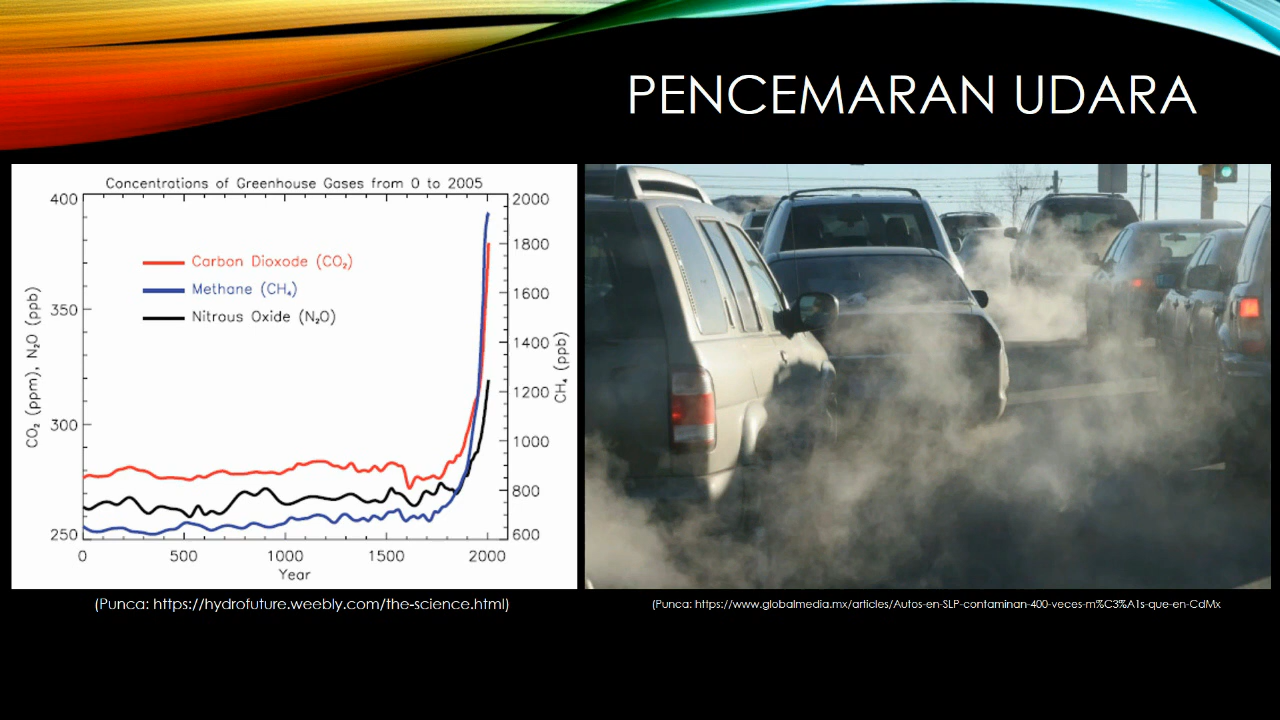 PENCEMARAN UDARA
Concentrations of Greenhouse Gases from 0 to 2005
400
350
300
250
CO₂ (ppm), N₂O (ppb)
Carbon Dioxode (CO₂)
Methane (CH₄)
Nitrous Oxide (N₂O)
2000
1800
1600
1400
1200
1000
800
600
CH₄ (ppb)
0 500 1000 1500 2000
Year
(Punca: https://hydrofuture.weebly.com/the-science.html)
(Punca: https://www.globalmedia.mx/articles/Autos-en-SLP-contaminan-400-veces-m%C3%A1s-que-en-CdMx